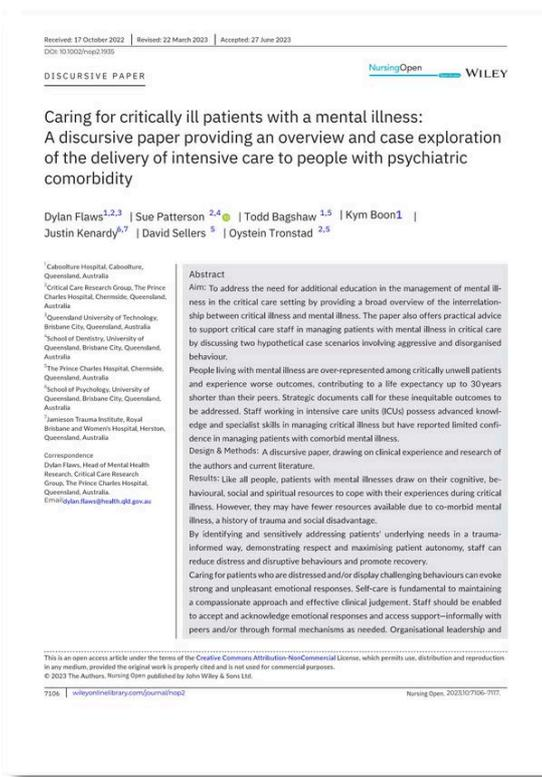 Received: 17 October 2022 | Revised: 22 March 2023 | Accepted: 27 June 2023
DOI: 10.1002/nop2.1935
DISCURSIVE PAPER
NursingOpen
WILEY
Caring for critically ill patients with a mental illness:
A discursive paper providing an overview and case exploration
of the delivery of intensive care to people with psychiatric
comorbidity
Dylan Flaws1,2,3 | Sue Patterson 2,4 | Todd Bagshaw 1,5 | Kym Boon1 |
Justin Kenardy6,7 | David Sellers 5 | Oystein Tronstad 2,5
1Caboolture Hospital, Caboolture,
Queensland, Australia
2Critical Care Research Group, The Prince
Charles Hospital, Chermside, Queensland,
Australia
3Queensland University of Technology,
Brisbane City, Queensland, Australia
4School of Dentistry, University of
Queensland, Brisbane City, Queensland,
Australia
5The Prince Charles Hospital, Chermside,
Queensland, Australia
6School of Psychology, University of
Queensland, Brisbane City, Queensland,
Australia
7Jamieson Trauma Institute, Royal
Brisbane and Women's Hospital, Herston,
Queensland, Australia
Correspondence
Dylan Flaws, Head of Mental Health
Research, Critical Care Research
Group, The Prince Charles Hospital,
Queensland, Australia.
Email:dylan.flaws@health.qld.gov.au
Abstract
Aim: To address the need for additional education in the management of mental ill-
ness in the critical care setting by providing a broad overview of the interrelation-
ship between critical illness and mental illness. The paper also offers practical advice
to support critical care staff in managing patients with mental illness in critical care
by discussing two hypothetical case scenarios involving aggressive and disorganised
behaviour.
People living with mental illness are over-represented among critically unwell patients
and experience worse outcomes, contributing to a life expectancy up to 30 years
shorter than their peers. Strategic documents call for these inequitable outcomes to
be addressed. Staff working in intensive care units (ICUs) possess advanced knowl-
edge and specialist skills in managing critical illness but have reported limited confi-
dence in managing patients with comorbid mental illness.
Design & Methods: A discursive paper, drawing on clinical experience and research of
the authors and current literature.
Results: Like all people, patients with mental illnesses draw on their cognitive, be-
havioural, social and spiritual resources to cope with their experiences during critical
illness. However, they may have fewer resources available due to co-morbid mental
illness, a history of trauma and social disadvantage.
By identifying and sensitively addressing patients' underlying needs in a trauma-
informed way, demonstrating respect and maximising patient autonomy, staff can
reduce distress and disruptive behaviours and promote recovery.
Caring for patients who are distressed and/or display challenging behaviours can evoke
strong and unpleasant emotional responses. Self-care is fundamental to maintaining
a compassionate approach and effective clinical judgement. Staff should be enabled
to accept and acknowledge emotional responses and access support—informally with
peers and/or through formal mechanisms as needed. Organisational leadership and
This is an open access article under the terms of the Creative Commons Attribution-NonCommercial License, which permits use, distribution and reproduction
in any medium, provided the original work is properly cited and is not used for commercial purposes.
© 2023 The Authors. Nursing Open published by John Wiley & Sons Ltd.
7106 | wileyonlinelibrary.com/journal/nop2
Nursing Open. 2023;10:7106-7117.